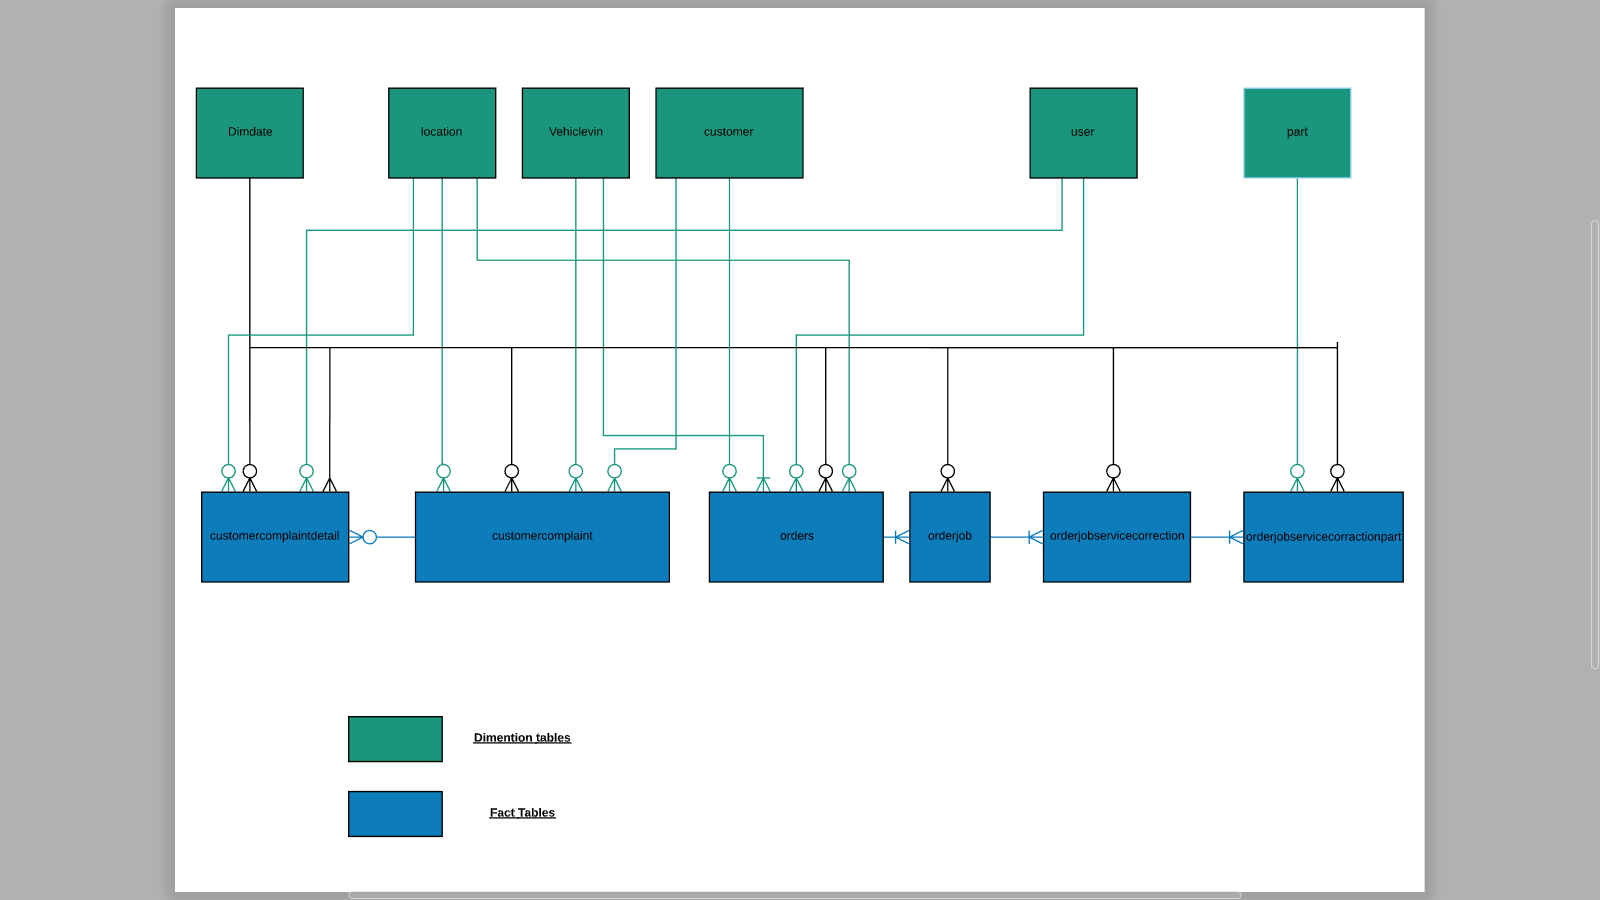 Dimdate
location
Vehiclevin
customer
user
part
customercomplaintdetail
customercomplaint
orders
orderjob
orderjobservicecorrection
orderjobservicecorractionpart
Dimention tables
Fact Tables